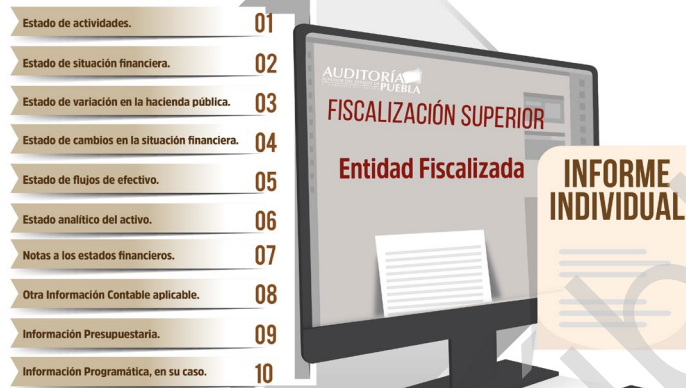 Estado de actividades. 01
Estado de situación financiera. 02
Estado de variación en la hacienda pública. 03
Estado de cambios en la situación financiera. 04
Estado de flujos de efectivo. 05
Estado analítico del activo. 06
Notas a los estados financieros. 07
Otra Información Contable aplicable. 08
Información Presupuestaria. 09
Información Programática, en su caso. 10
AUDITORÍA
PUEBLA
FISCALIZACIÓN SUPERIOR
Entidad Fiscalizada
INFORME
INDIVIDUAL